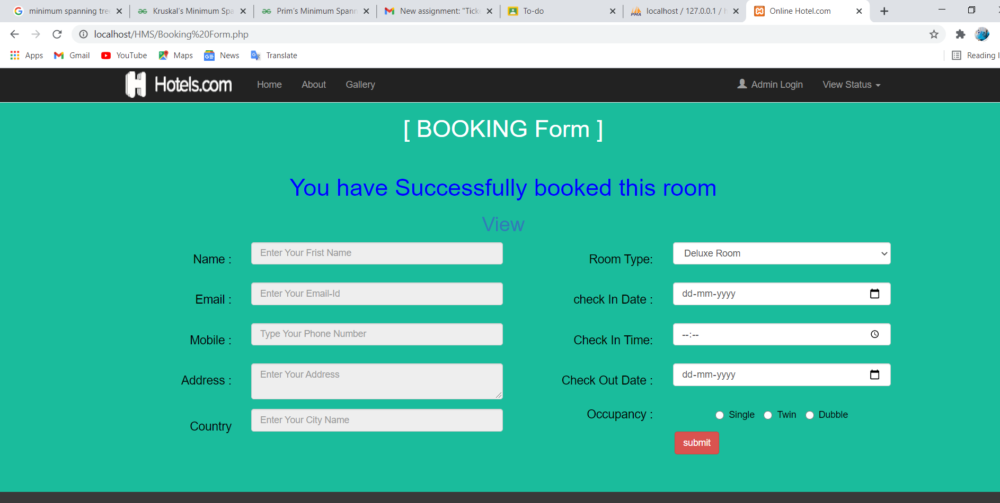 minimum spanning tre
Kruskal's Minimum Spa
Prim's Minimum Spann
New assignment: "Ticke
To-do
localhost / 127.0.0.1 / h
Online Hotel.com
localhost/HMS/Booking%20Form.php
Apps
Gmail
YouTube
Maps
News
Translate
Reading l
Hotels.com
Home
About
Gallery
Admin Login
View Status
[ BOOKING Form ]
You have Successfully booked this room
View
Name :
Enter Your Frist Name
Room Type:
Deluxe Room
Email :
Enter Your Email-Id
check In Date :
dd-mm-yyyy
Mobile :
Type Your Phone Number
Check In Time:
--:--
Address :
Enter Your Address
Check Out Date :
dd-mm-yyyy
Country
Enter Your City Name
Occupancy :
Single
Twin
Dubble
submit